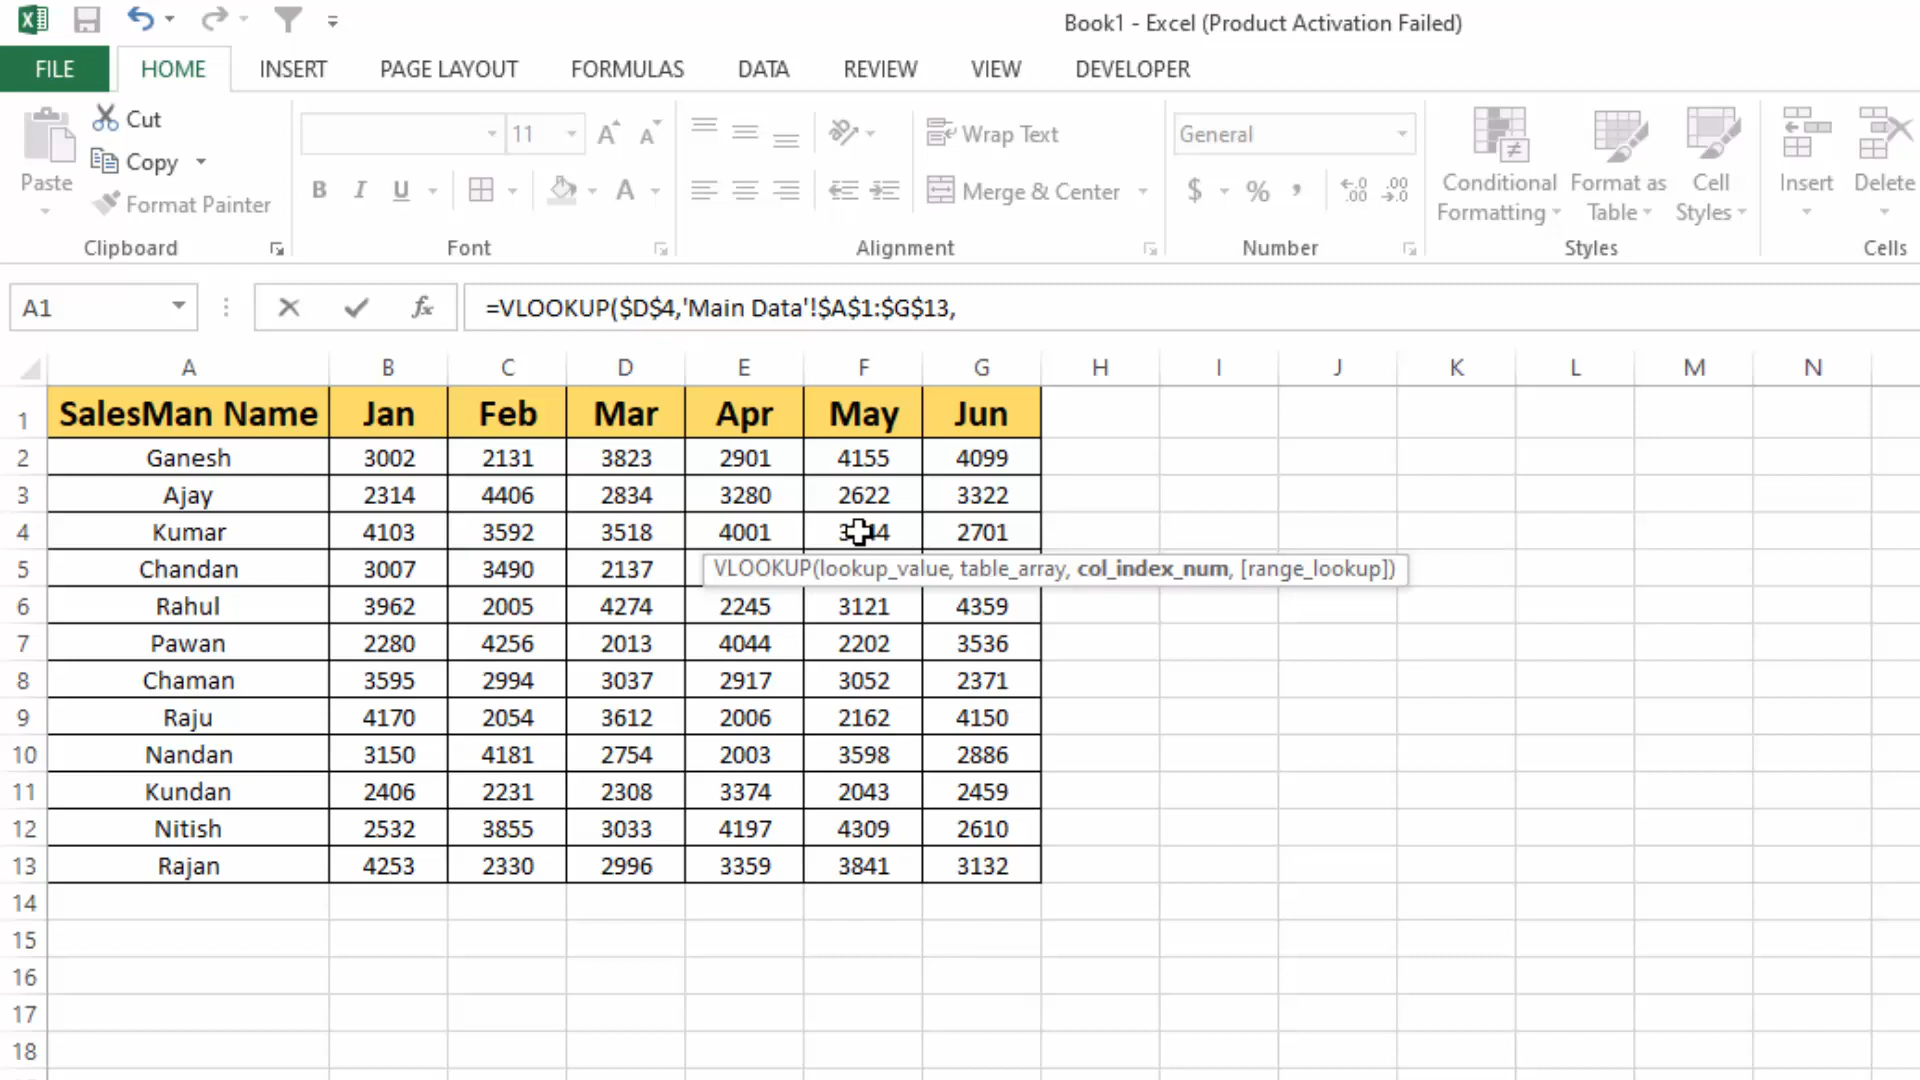 Book1 - Excel (Product Activation Failed)
FILE HOME INSERT PAGE LAYOUT FORMULAS DATA REVIEW VIEW DEVELOPER
Paste
Cut
Copy
Format Painter
Clipboard
11
B I U A
Font
Wrap Text
Merge & Center
Alignment
General
$ % ,
Number
Conditional Formatting
Format as Table
Cell Styles
Styles
Insert Delete
Cells
A1 fx =VLOOKUP($D$4,'Main Data'!$A$1:$G$13,
A B C D E F G H I J K L M N
1 SalesMan Name Jan Feb Mar Apr May Jun
2 Ganesh 3002 2131 3823 2901 4155 4099
3 Ajay 2314 4406 2834 3280 2622 3322
4 Kumar 4103 3592 3518 4001 2701
5 Chandan 3007 3490 2137
VLOOKUP(lookup_value, table_array, col_index_num, [range_lookup])
6 Rahul 3962 2005 4274 2245 3121 4359
7 Pawan 2280 4256 2013 4044 2202 3536
8 Chaman 3595 2994 3037 2917 3052 2371
9 Raju 4170 2054 3612 2006 2162 4150
10 Nandan 3150 4181 2754 2003 3598 2886
11 Kundan 2406 2231 2308 3374 2043 2459
12 Nitish 2532 3855 3033 4197 4309 2610
13 Rajan 4253 2330 2996 3359 3841 3132
14
15
16
17
18